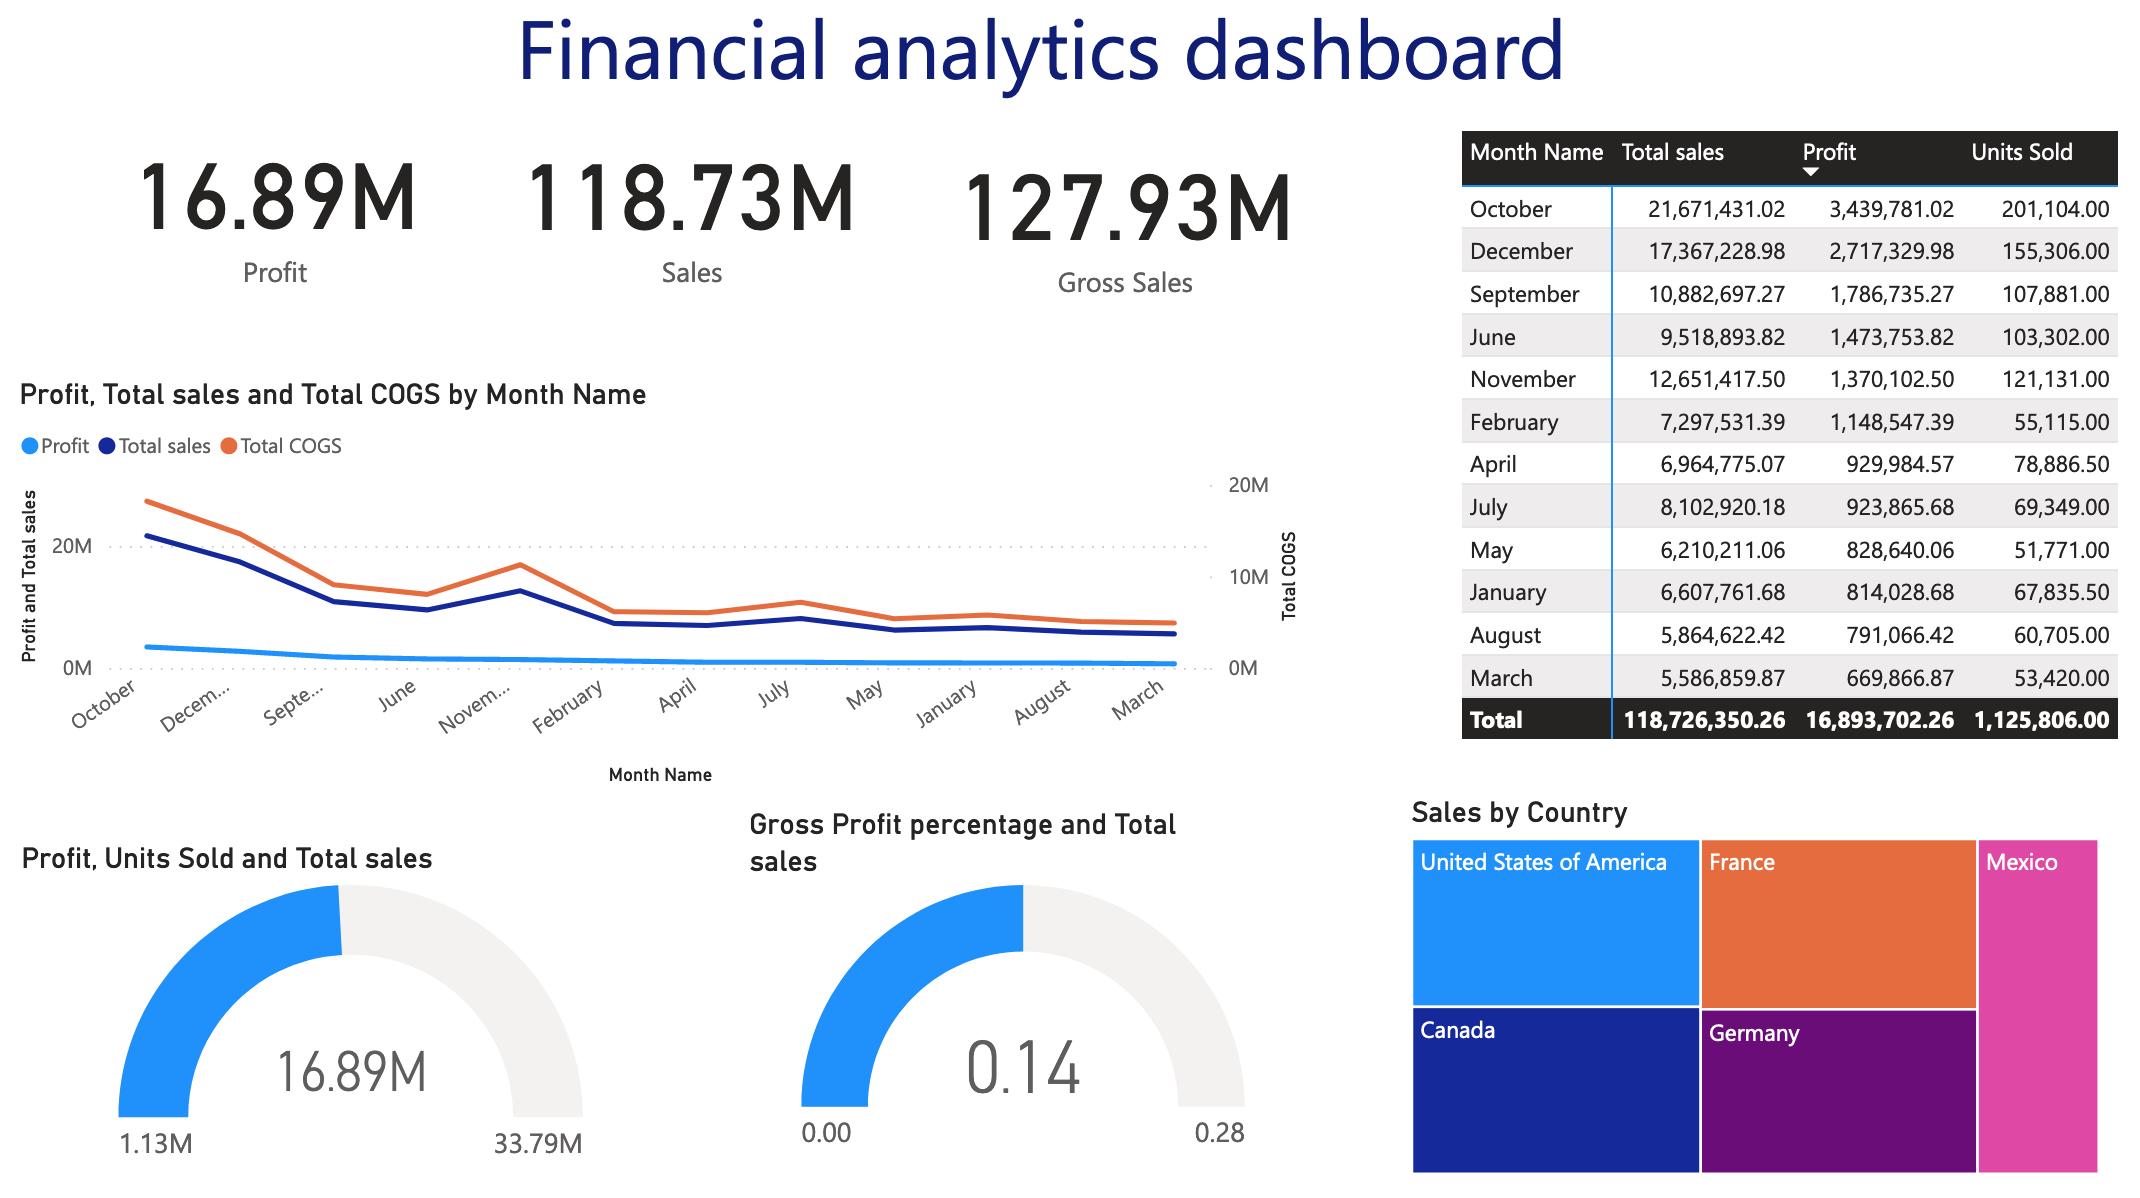 Financial analytics dashboard
16.89M
Profit
118.73M
Sales
127.93M
Gross Sales
Month Name Total sales Profit Units Sold
October 21,671,431.02 3,439,781.02 201,104.00
December 17,367,228.98 2,717,329.98 155,306.00
September 10,882,697.27 1,786,735.27 107,881.00
June 9,518,893.82 1,473,753.82 103,302.00
November 12,651,417.50 1,370,102.50 121,131.00
February 7,297,531.39 1,148,547.39 55,115.00
April 6,964,775.07 929,984.57 78,886.50
July 8,102,920.18 923,865.68 69,349.00
May 6,210,211.06 828,640.06 51,771.00
January 6,607,761.68 814,028.68 67,835.50
August 5,864,622.42 791,066.42 60,705.00
March 5,586,859.87 669,866.87 53,420.00
Total 118,726,350.26 16,893,702.26 1,125,806.00
Profit, Total sales and Total COGS by Month Name
Profit Total sales Total COGS
Profit and Total sales
20M
0M
20M
10M
0M
Total COGS
October Decem... Septe... June Novem... February April July May January August March
Month Name
Profit, Units Sold and Total sales
16.89M
1.13M 33.79M
Gross Profit percentage and Total
sales
0.14
0.00 0.28
Sales by Country
United States of America
France
Mexico
Canada
Germany